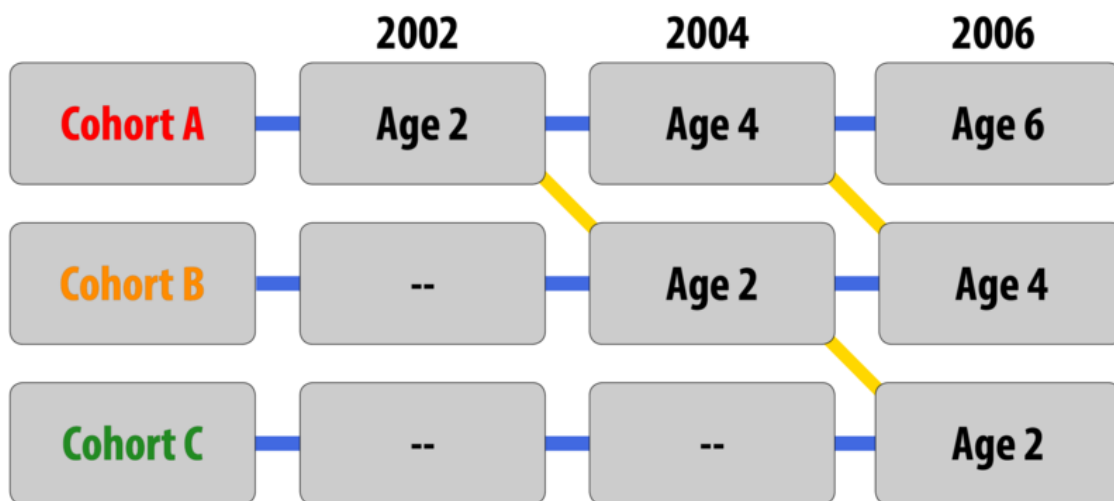 2002 2004 2006
Cohort A Age 2 Age 4 Age 6
Cohort B -- Age 2 Age 4
Cohort C -- -- Age 2